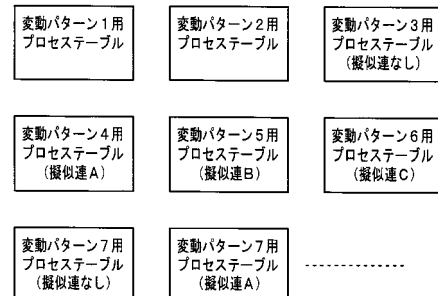 変動パターン1用
プロセステーブル
変動パターン2用
プロセステーブル
変動パターン3用
プロセステーブル
(擬似連なし)
変動パターン4用
プロセステーブル
(擬似連A)
変動パターン5用
プロセステーブル
(擬似連B)
変動パターン6用
プロセステーブル
(擬似連C)
変動パターン7用
プロセステーブル
(擬似連なし)
変動パターン7用
プロセステーブル
(擬似連A)